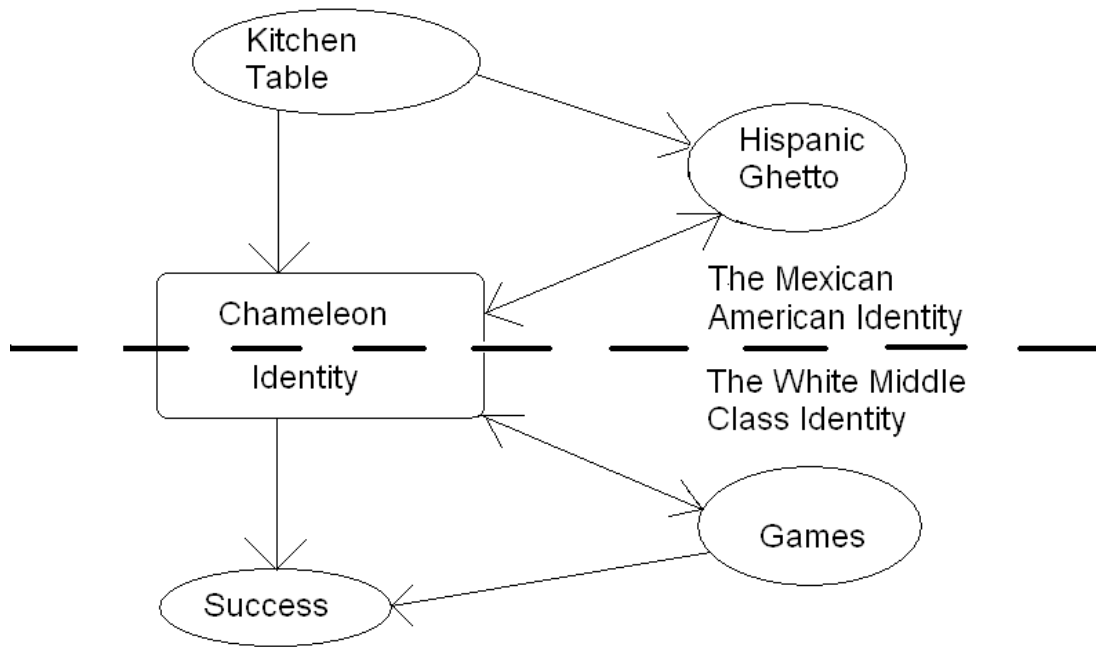 Kitchen
Table
Hispanic
Ghetto
Chameleon
Identity
The Mexican
American Identity
The White Middle
Class Identity
Games
Success